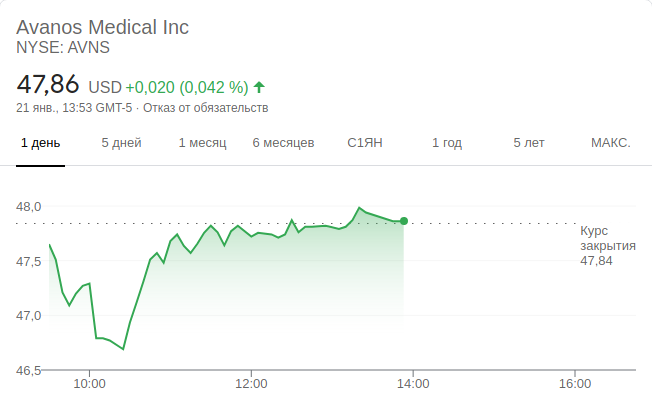 Avanos Medical Inc
NYSE: AVNS
47,86 USD +0,020 (0,042 %)
21 янв., 13:53 GMT-5 · Отказ от обязательств
1 день 5 дней 1 месяц 6 месяцев С1ЯН 1 год 5 лет МАКС.
48,0
Курс
закрытия
47,84
47,5
47,0
46,5
10:00 12:00 14:00 16:00